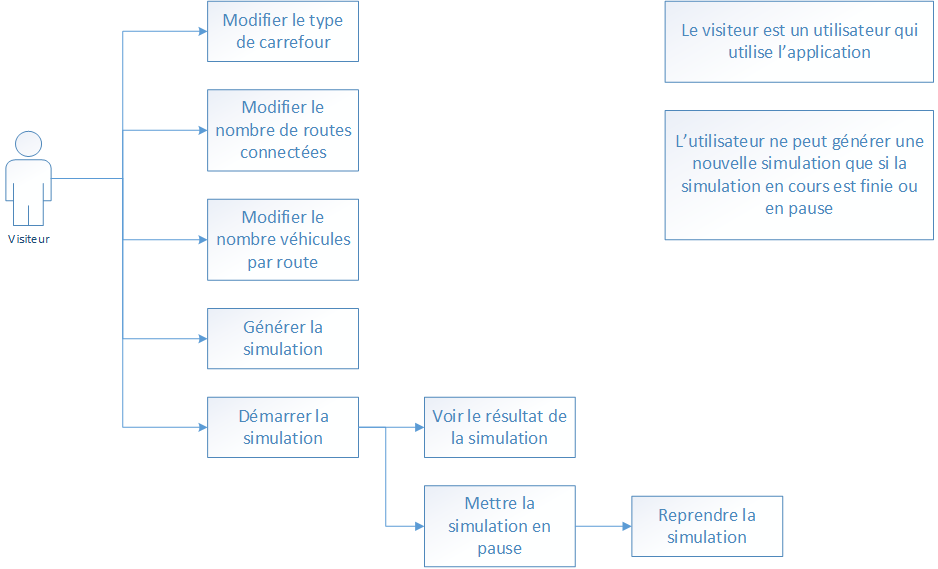 Modifier le type
de carrefour
Le visiteur est un utilisateur qui
utilise l'application
Modifier le
nombre de routes
connectées
L'utilisateur ne peut générer une
nouvelle simulation que si la
simulation en cours est finie ou
en pause
Visiteur
Modifier le
nombre véhicules
par route
Générer la
simulation
Démarrer la
simulation
Voir le résultat de
la simulation
Mettre la
simulation en
pause
Reprendre la
simulation